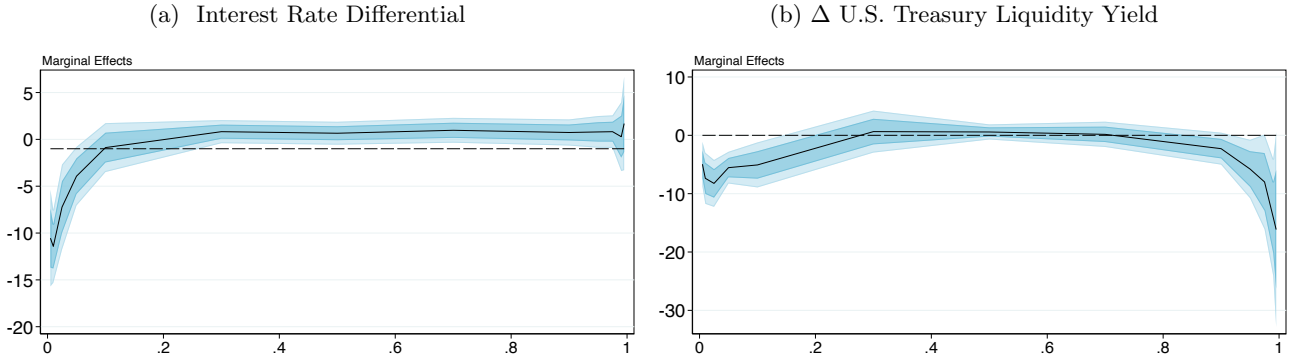 (a) Interest Rate Differential
Marginal Effects
5
0
-5
-10
-15
-20
0 .2 .4 .6 .8 1
(b) Δ U.S. Treasury Liquidity Yield
Marginal Effects
10
0
-10
-20
-30
0 .2 .4 .6 .8 1